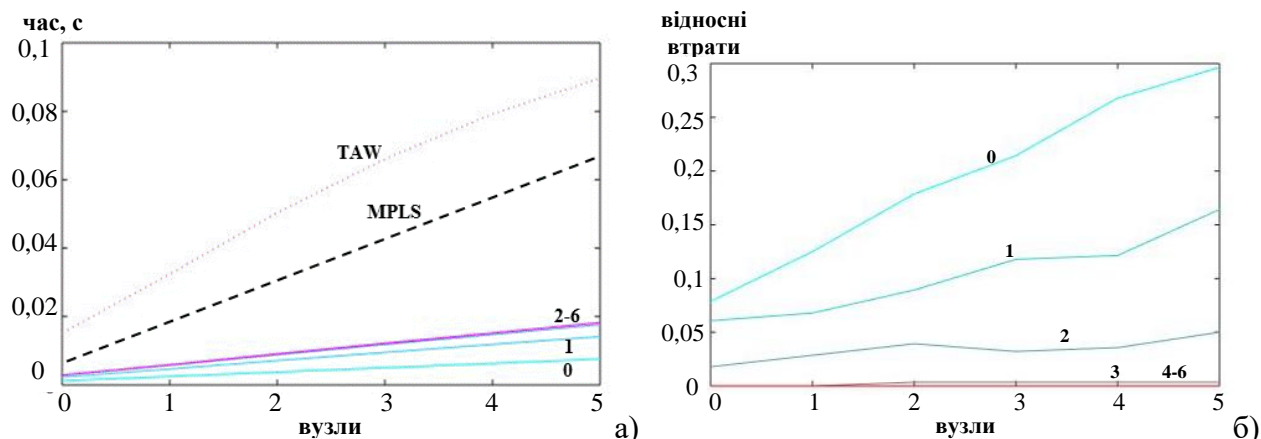 час, с
0,1
0,08
0,06
0,04
0,02
0
TAW
MPLS
2-6
1
0
0 1 2 3 4 5
вузли
а)
відносні
втрати
0,3
0,25
0,2
0,15
0,1
0,05
0
0
1
2
3 4-6
0 1 2 3 4 5
вузли
б)